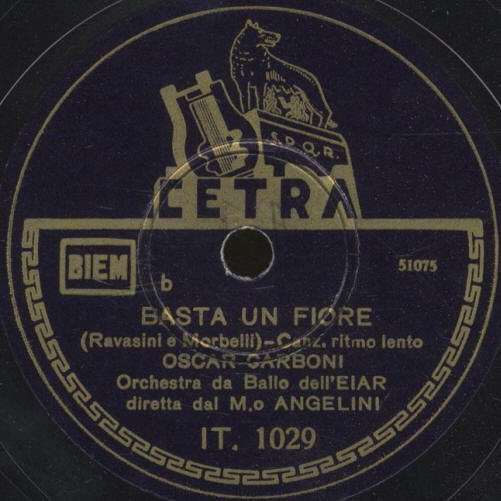 S.P.Q.R.
CETRA
BIEM
b
51075
BASTA UN FIORE
(Ravasini e Morbelli)-Canz. ritmo lento
OSCAR CARBONI
Orchestra da Ballo dell'EIAR
diretta dal M.o ANGELINI
IT. 1029